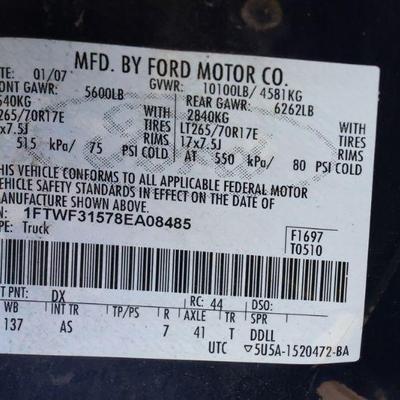 MFD. BY FORD MOTOR CO.
TE: 01/07 GVWR: 10100LB/ 4581KG
ONT GAWR: 5600LB REAR GAWR: 6262LB
540KG WITH 2840KG WITH
265/70R17E TIRES LT265/70R17E TIRES
7x7.5J RIMS 17x7.5J RIMS
515 kPa/ 75 PSI COLD AT 550 kPa/ 80 PSI COLD
THIS VEHICLE CONFORMS TO ALL APPLICABLE FEDERAL MOTOR
VEHICLE SAFETY STANDARDS IN EFFECT ON THE DATE OF
MANUFACTURE SHOWN ABOVE.
N: 1FTWF31578EA08485 F1697
PE: Truck T0510
T PNT: DX RC: 44 DSO:
WB INT TR TP/PS R AXLE TR SPR
137 AS 7 41 T DDLL
UTC 5U5A-1520472-BA